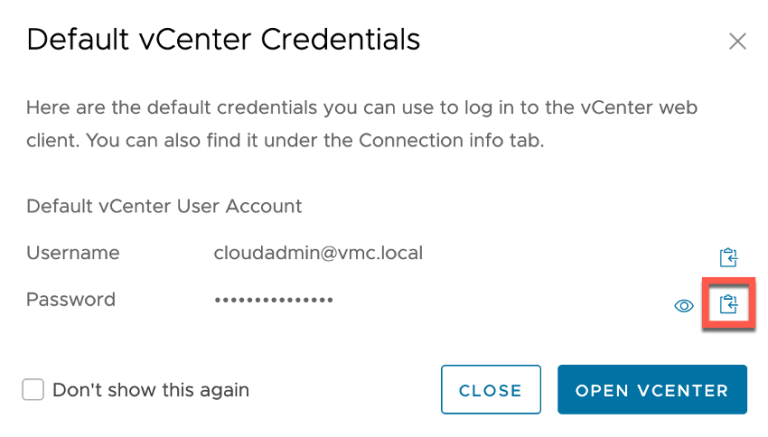 Default vCenter Credentials
Here are the default credentials you can use to log in to the vCenter web
client. You can also find it under the Connection info tab.
Default vCenter User Account
Username cloudadmin@vmc.local
Password •••••••••••••••
Don't show this again
CLOSE
OPEN VCENTER